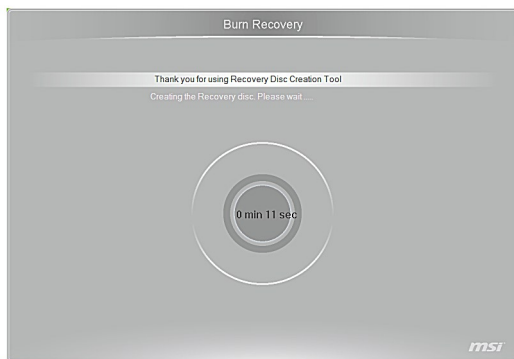 Burn Recovery
Thank you for using Recovery Disc Creation Tool
Creating the Recovery disc. Please wait ....
0 min 11 sec
msi